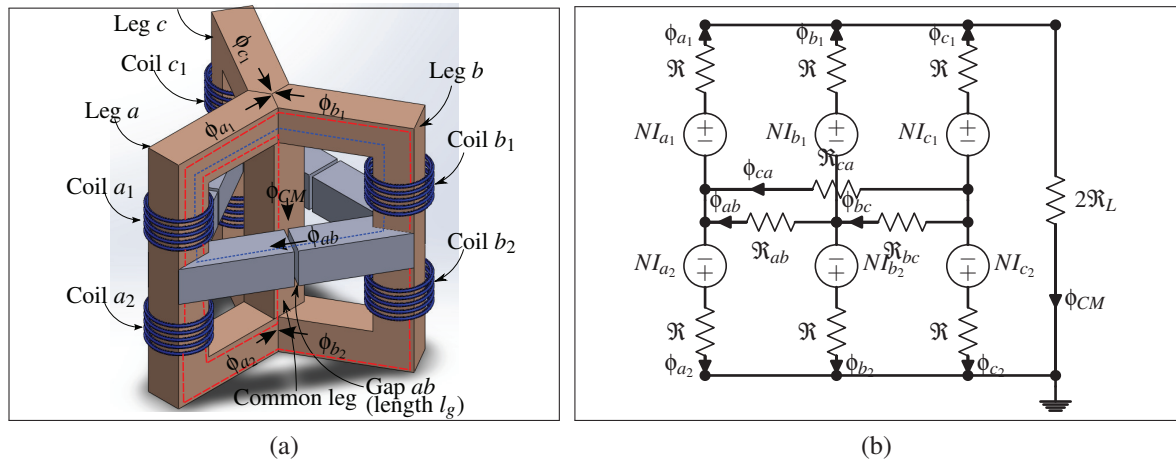 Leg c
ϕc1
Coil c1
Leg b
Leg a
ϕa1
ϕb1
Coil b1
Coil a1
ϕCM
ϕab
Coil b2
Coil a2
ϕa2
ϕb2
Common leg
Gap ab
(length lg)
(a)
ϕa1
ϕb1
ϕc1
ℜ
ℜ
ℜ
NIa1
NIb1
NIc1
ℜca
ϕca
ϕab
ϕbc
2ℜL
ℜab
ℜbc
NIa2
NIb2
NIc2
ϕCM
ℜ
ℜ
ℜ
ϕa2
ϕb2
ϕc2
(b)